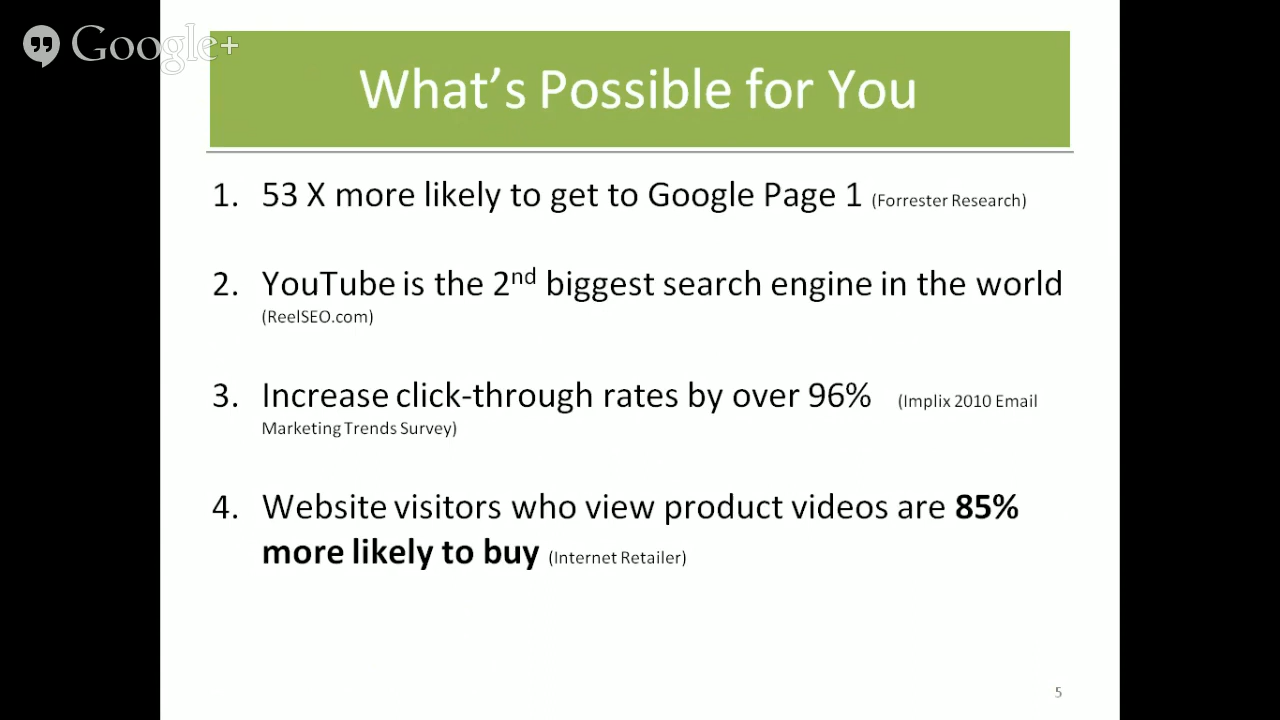 Google+
What's Possible for You
1. 53 X more likely to get to Google Page 1 (Forrester Research)
2. YouTube is the 2nd biggest search engine in the world
(ReelSEO.com)
3. Increase click-through rates by over 96% (Implix 2010 Email
Marketing Trends Survey)
4. Website visitors who view product videos are 85%
more likely to buy (Internet Retailer)
5